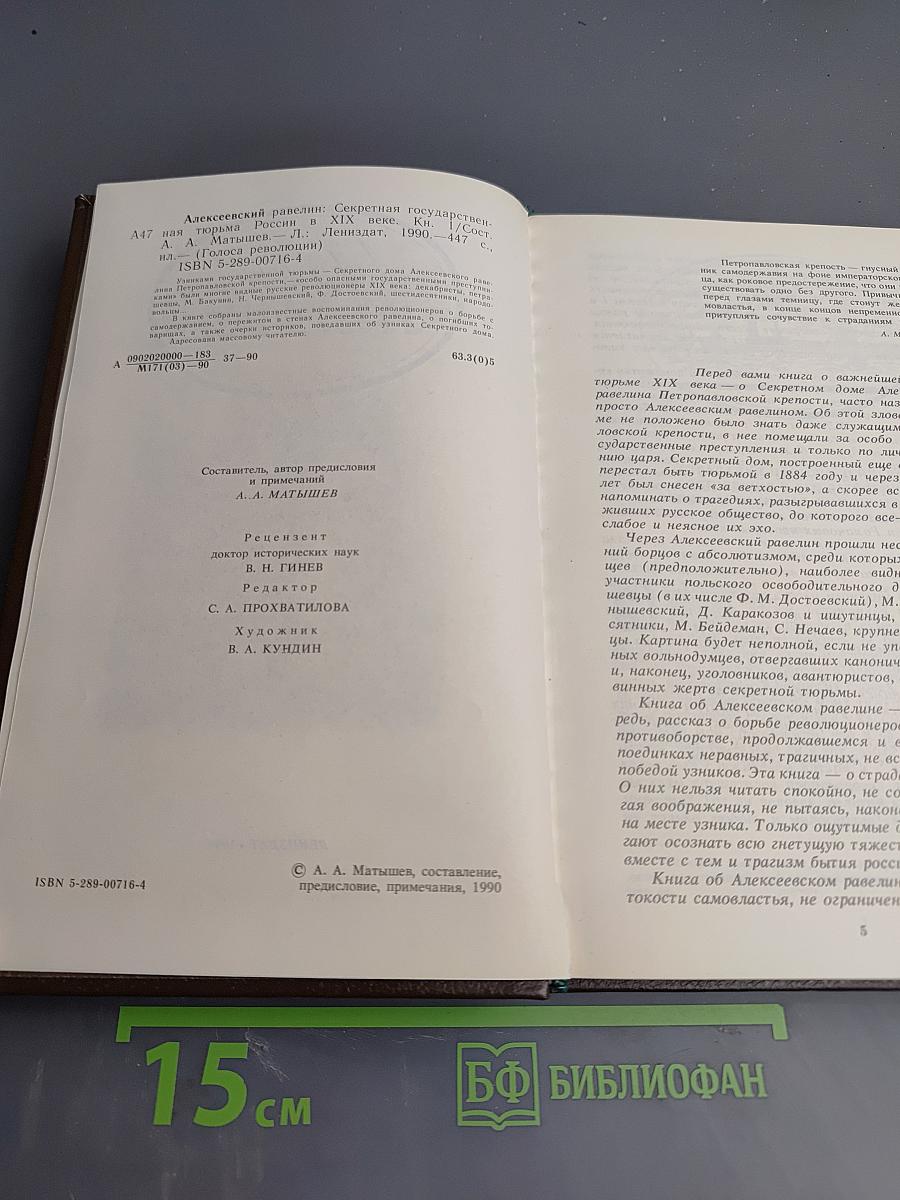 Алексеевский равелин: Секретная государствен-
А47 ная тюрьма России в XIX веке. Кн. 1/Сост.
А. А. Матышев.— Л.: Лениздат, 1990.—447 с.,
ил.— (Голоса революции)
ISBN 5-289-00716-4
Узниками государственной тюрьмы — Секретного дома Алексеевского раве-
лина Петропавловской крепости,—«особо опасными государственными преступни-
ками» были многие видные русские революционеры XIX века: декабристы, петра-
шевцы, М. Бакунин, Н. Чернышевский, Ф. Достоевский, шестидесятники, народо-
вольцы...
В книге собраны малоизвестные воспоминания революционеров о борьбе с
самодержавием, о пережитом в стенах Алексеевского равелина, о погибших то-
варищах, а также очерки историков, поведавших об узниках Секретного дома.
Адресована массовому читателю.
А 0902020000—183 37—90 63.3(0)5
М171(03)—90
Составитель, автор предисловия
и примечаний
А. А. МАТЫШЕВ
Рецензент
доктор исторических наук
В. Н. ГИНЕВ
Редактор
С. А. ПРОХВАТИЛОВА
Художник
В. А. КУНДИН
ISBN 5-289-00716-4
© А. А. Матышев, составление,
предисловие, примечания, 1990
Петропавловская крепость — гнусный
ник самодержавия на фоне императорско
ца, как роковое предостережение, что они
существовать одно без другого. Привычк
перед глазами темницу, где стонут же
мовластья, в конце концов непременно
притуплять сочувствие к страданиям
А. М
Перед вами книга о важнейшей
тюрьме XIX века — о Секретном доме Але
равелина Петропавловской крепости, часто наз
просто Алексеевским равелином. Об этой злове
ме не положено было знать даже служащим
ловской крепости, в нее помещали за особо
сударственные преступления и только по лич
нию царя. Секретный дом, построенный еще
перестал быть тюрьмой в 1884 году и через
лет был снесен «за ветхостью», а скорее вс
напоминать о трагедиях, разыгрывавшихся в
живших русское общество, до которого все-
слабое и неясное их эхо.
Через Алексеевский равелин прошли нес
ний борцов с абсолютизмом, среди которых
щев (предположительно), наиболее видн
участники польского освободительного д
шевцы (в их числе Ф. М. Достоевский), М.
нышевский, Д. Каракозов и ишутинцы,
сятники, М. Бейдеман, С. Нечаев, крупне
цы. Картина будет неполной, если не уп
ных вольнодумцев, отвергавших канонич
и, наконец, уголовников, авантюристов,
винных жертв секретной тюрьмы.
Книга об Алексеевском равелине —
редь, рассказ о борьбе революционеров
противоборстве, продолжавшемся и в
поединках неравных, трагичных, не вс
победой узников. Эта книга — о страд
О них нельзя читать спокойно, не со
гая воображения, не пытаясь, након
на месте узника. Только ощутимые д
гают осознать всю гнетущую тяжест
вместе с тем и трагизм бытия росси
Книга об Алексеевском равелин
токости самовластья, не ограничен
5
15 см
БФ БИБЛИОФАН